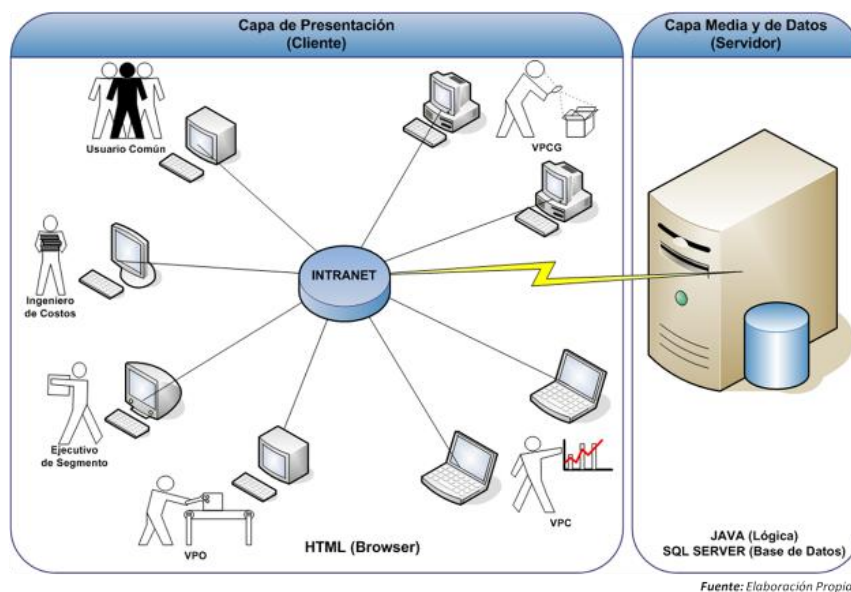 Capa de Presentación
(Cliente)
Capa Media y de Datos
(Servidor)
Usuario Común
VPCG
INTRANET
Ingeniero
de Costos
Ejecutivo
de Segmento
VPO
VPC
HTML (Browser)
JAVA (Lógica)
SQL SERVER (Base de Datos)
Fuente: Elaboración Propia